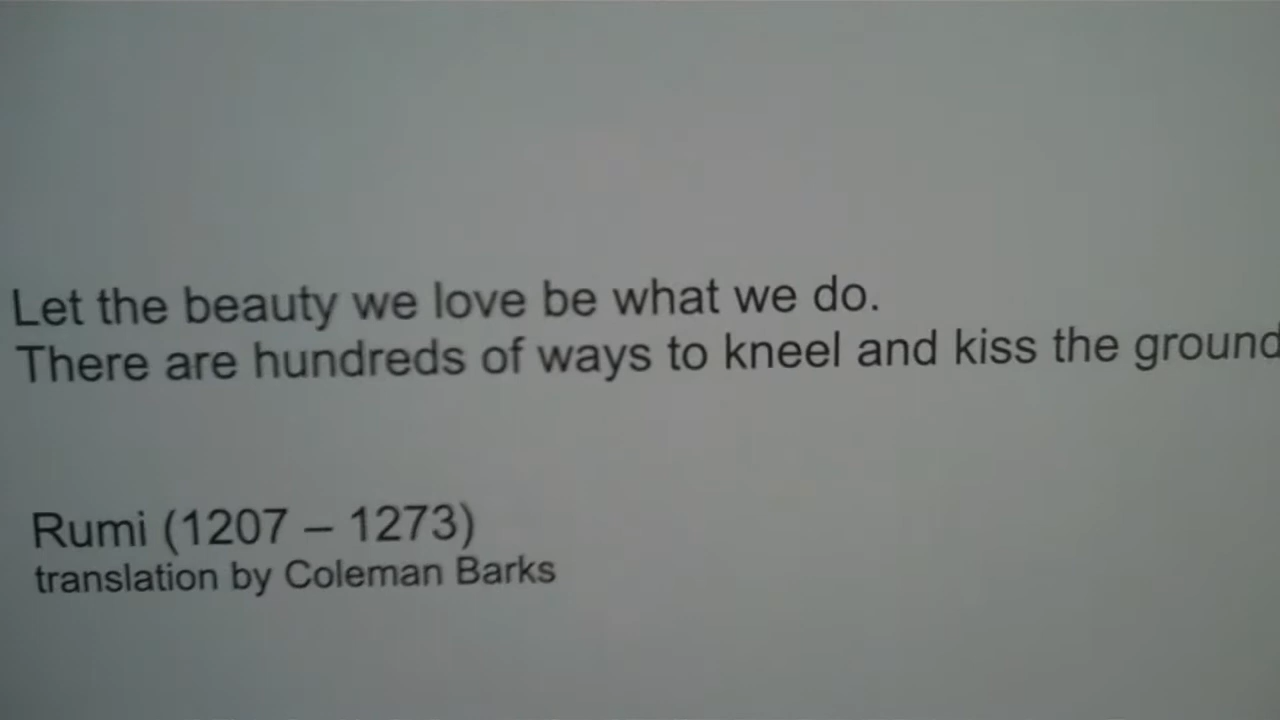 Let the beauty we love be what we do.
There are hundreds of ways to kneel and kiss the ground
Rumi (1207 – 1273)
translation by Coleman Barks